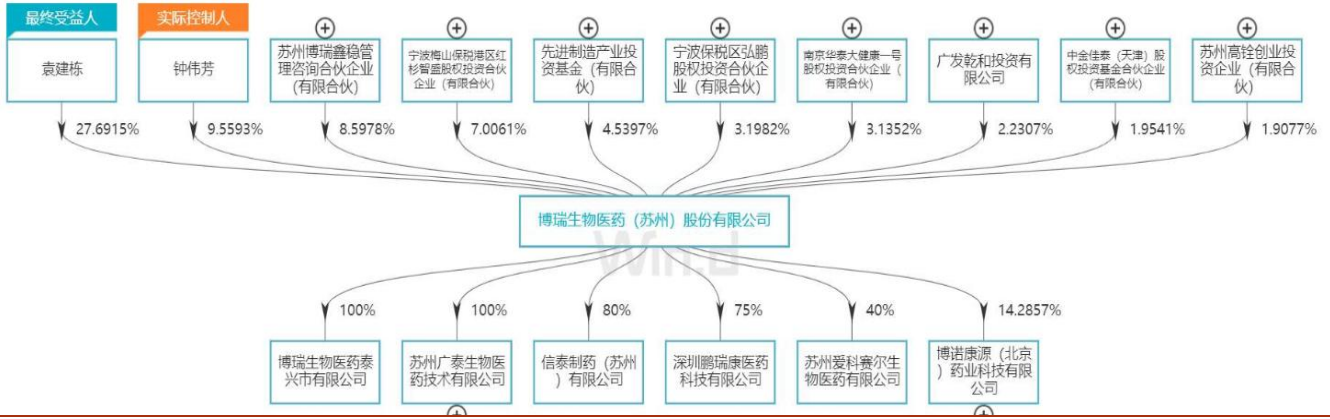 最终受益人
实际控制人
袁建栋
钟伟芳
苏州博瑞鑫稳管
理咨询合伙企业
(有限合伙)
宁波梅山保税港区红
杉智盛股权投资合伙
企业（有限合伙)
先进制造产业投
资基金（有限合
伙)
宁波保税区弘鹏
股权投资合伙企
业（有限合伙)
南京华泰大健康一号
股权投资合伙企业（
有限合伙)
广发乾和投资有
限公司
中金佳泰（天津）股
权投资基金合伙企业
(有限合伙)
苏州高铨创业投
资企业（有限合
伙)
27.6915%
9.5593%
8.5978%
7.0061%
4.5397%
3.1982%
3.1352%
2.2307%
1.9541%
1.9077%
博瑞生物医药（苏州）股份有限公司
Win.d
100%
100%
80%
75%
40%
14.2857%
博瑞生物医药泰
兴市有限公司
苏州广泰生物医
药技术有限公司
信泰制药（苏州
）有限公司
深圳鹏瑞康医药
科技有限公司
苏州爱科赛尔生
物医药有限公司
博诺康源（北京
）药业科技有限
公司